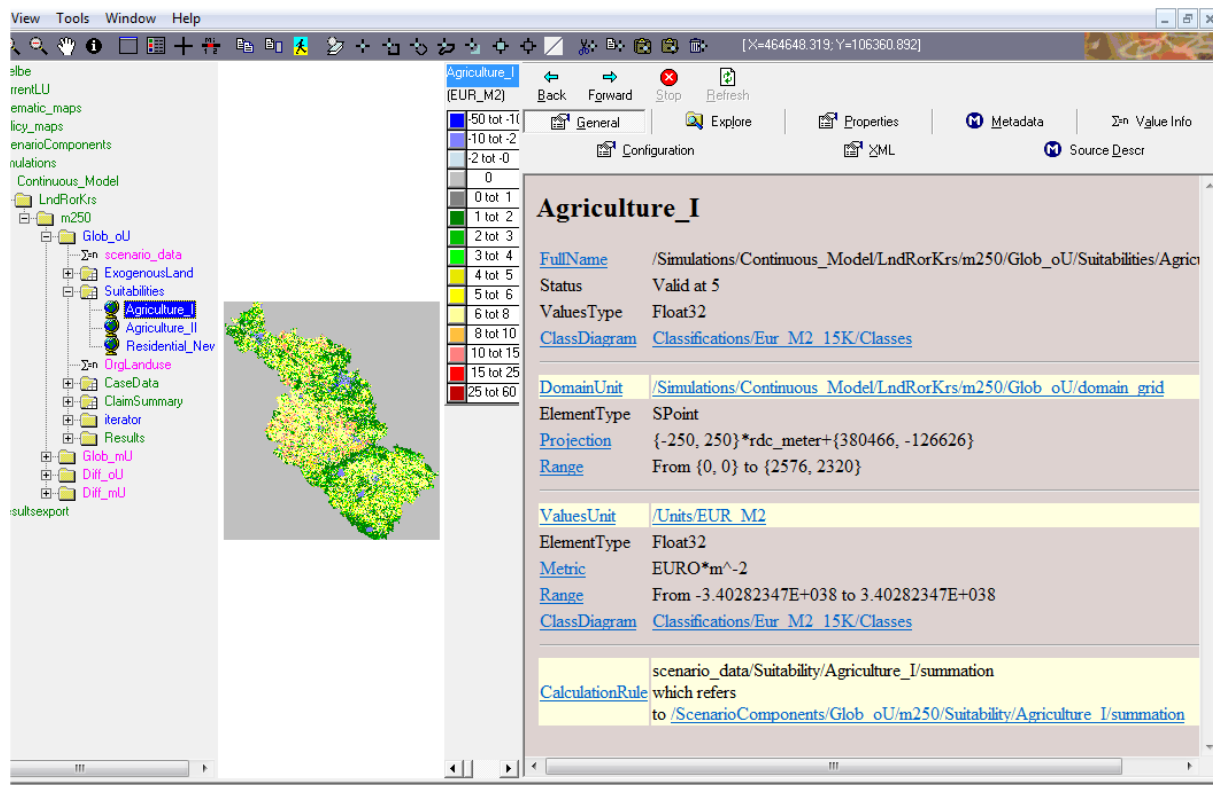 View Tools Window Help
[X=464648.319; Y=106360.892]
elbe
rrentLU
ematic_maps
licy_maps
enarioComponents
nulations
Continuous_Model
LndRorKrs
m250
Glob_oU
Σ=n scenario_data
ExogenousLand
Suitabilities
Agriculture_I
Agriculture_II
Residential_Nev
Σ=n OrgLanduse
CaseData
ClaimSummary
iterator
Results
Glob_mU
Diff_oU
Diff_mU
esultsexport
Agriculture_I
(EUR_M2)
-50 tot -1(
-10 tot -2
-2 tot -0
0
0 tot 1
1 tot 2
2 tot 3
3 tot 4
4 tot 5
5 tot 6
6 tot 8
8 tot 10
10 tot 15
15 tot 25
25 tot 60
Back Forward Stop Refresh
General Explore Properties M Metadata Σ=n Value Info
Configuration XML M Source Descr
Agriculture_I
FullName /Simulations/Continuous_Model/LndRorKrs/m250/Glob_oU/Suitabilities/Agricu
Status Valid at 5
ValuesType Float32
ClassDiagram Classifications/Eur_M2_15K/Classes
DomainUnit /Simulations/Continuous_Model/LndRorKrs/m250/Glob_oU/domain_grid
ElementType SPoint
Projection {-250, 250}*rdc_meter+{380466, -126626}
Range From {0, 0} to {2576, 2320}
ValuesUnit /Units/EUR_M2
ElementType Float32
Metric EURO*m^-2
Range From -3.40282347E+038 to 3.40282347E+038
ClassDiagram Classifications/Eur_M2_15K/Classes
CalculationRule scenario_data/Suitability/Agriculture_I/summation
which refers
to /ScenarioComponents/Glob_oU/m250/Suitability/Agriculture_I/summation